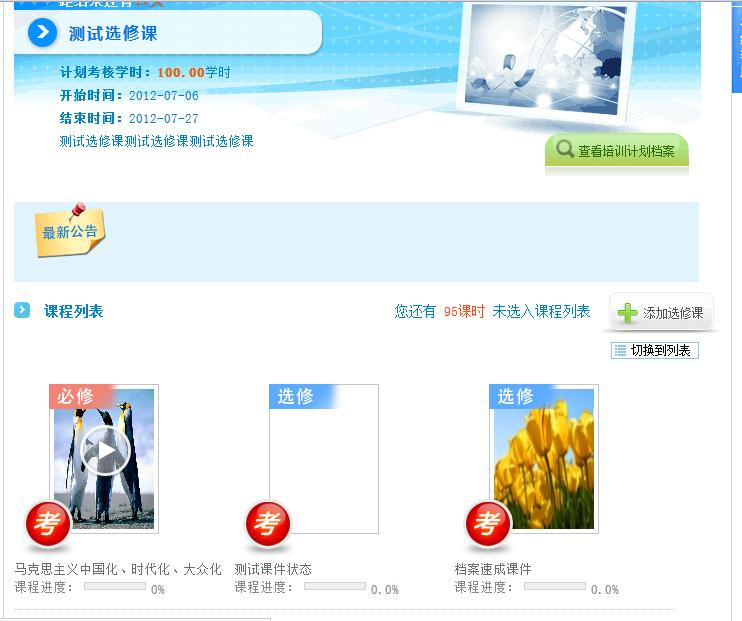 测试选修课
计划考核学时：100.00学时
开始时间：2012-07-06
结束时间：2012-07-27
测试选修课测试选修课测试选修课
查看培训计划档案
最新公告
课程列表
您还有 95课时 未选入课程列表
添加选修课
切换到列表
必修
选修
选修
考
考
考
马克思主义中国化、时代化、大众化
测试课件状态
档案速成课件
课程进度： 0%
课程进度： 0.0%
课程进度： 0.0%